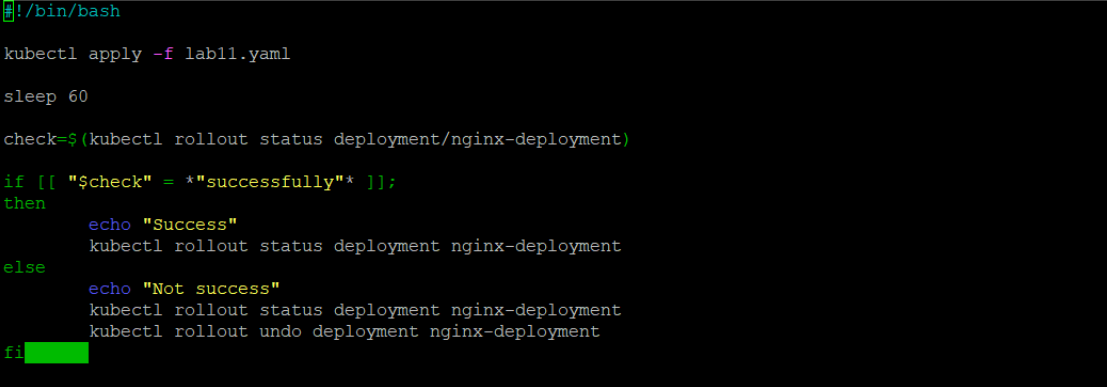 #!/bin/bash
kubectl apply -f lab11.yaml
sleep 60
check=$(kubectl rollout status deployment/nginx-deployment)
if [[ "$check" = *"successfully"* ]];
then
echo "Success"
kubectl rollout status deployment nginx-deployment
else
echo "Not success"
kubectl rollout status deployment nginx-deployment
kubectl rollout undo deployment nginx-deployment
fi